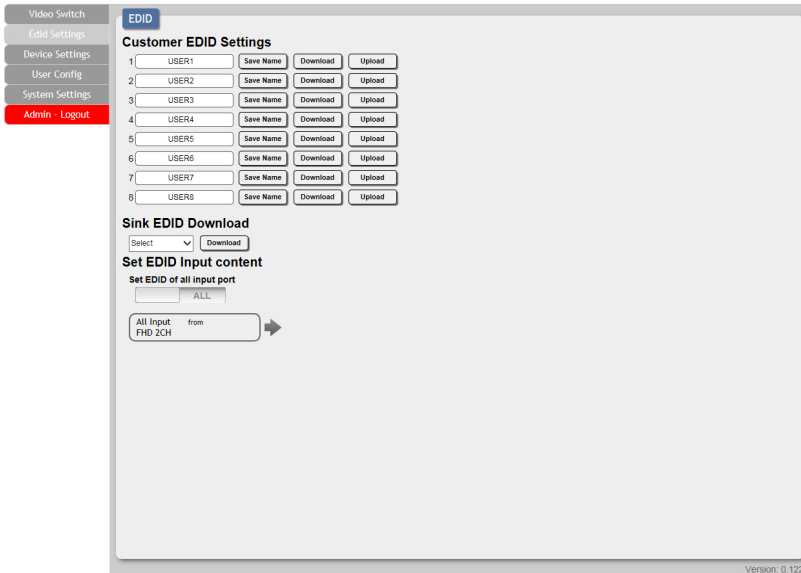 Video Switch
Edid Settings
Device Settings
User Config
System Settings
Admin - Logout
EDID
Customer EDID Settings
1 USER1 Save Name Download Upload
2 USER2 Save Name Download Upload
3 USER3 Save Name Download Upload
4 USER4 Save Name Download Upload
5 USER5 Save Name Download Upload
6 USER6 Save Name Download Upload
7 USER7 Save Name Download Upload
8 USER8 Save Name Download Upload
Sink EDID Download
Select Download
Set EDID Input content
Set EDID of all input port
ALL
All Input from
FHD 2CH
Version: 0.122